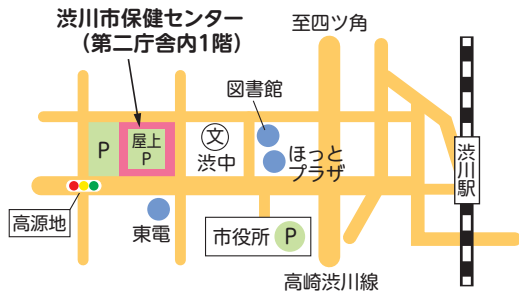 渋川市保健センター
（第二庁舎内1階）
至四ツ角
図書館
P
屋上
P
文
渋中
ほっと
プラザ
渋川駅
高源地
東電
市役所 P
高崎渋川線